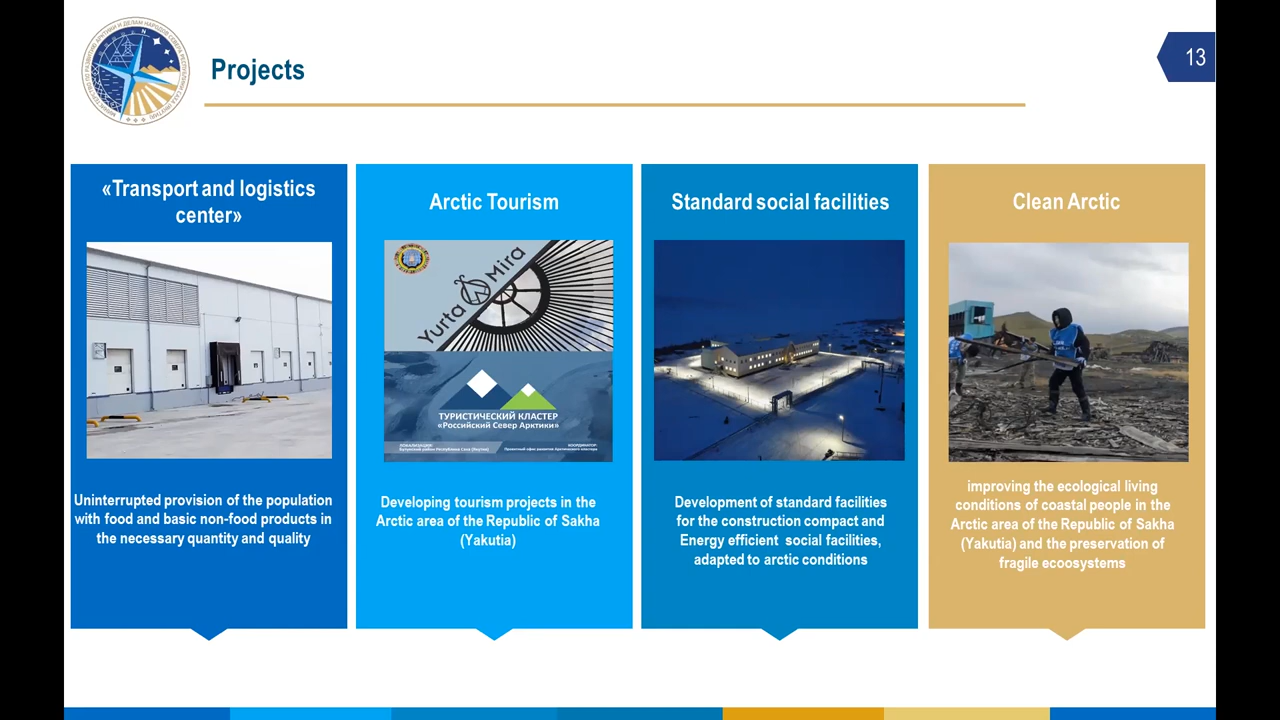 Projects
13
«Transport and logistics
center»
Uninterrupted provision of the population
with food and basic non-food products in
the necessary quantity and quality
Arctic Tourism
Yurta Mira
ТУРИСТИЧЕСКИЙ КЛАСТЕР
«Российский Север Арктики»
Developing tourism projects in the
Arctic area of the Republic of Sakha
(Yakutia)
Standard social facilities
Development of standard facilities
for the construction compact and
Energy efficient social facilities,
adapted to arctic conditions
Clean Arctic
improving the ecological living
conditions of coastal people in the
Arctic area of the Republic of Sakha
(Yakutia) and the preservation of
fragile ecoosystems